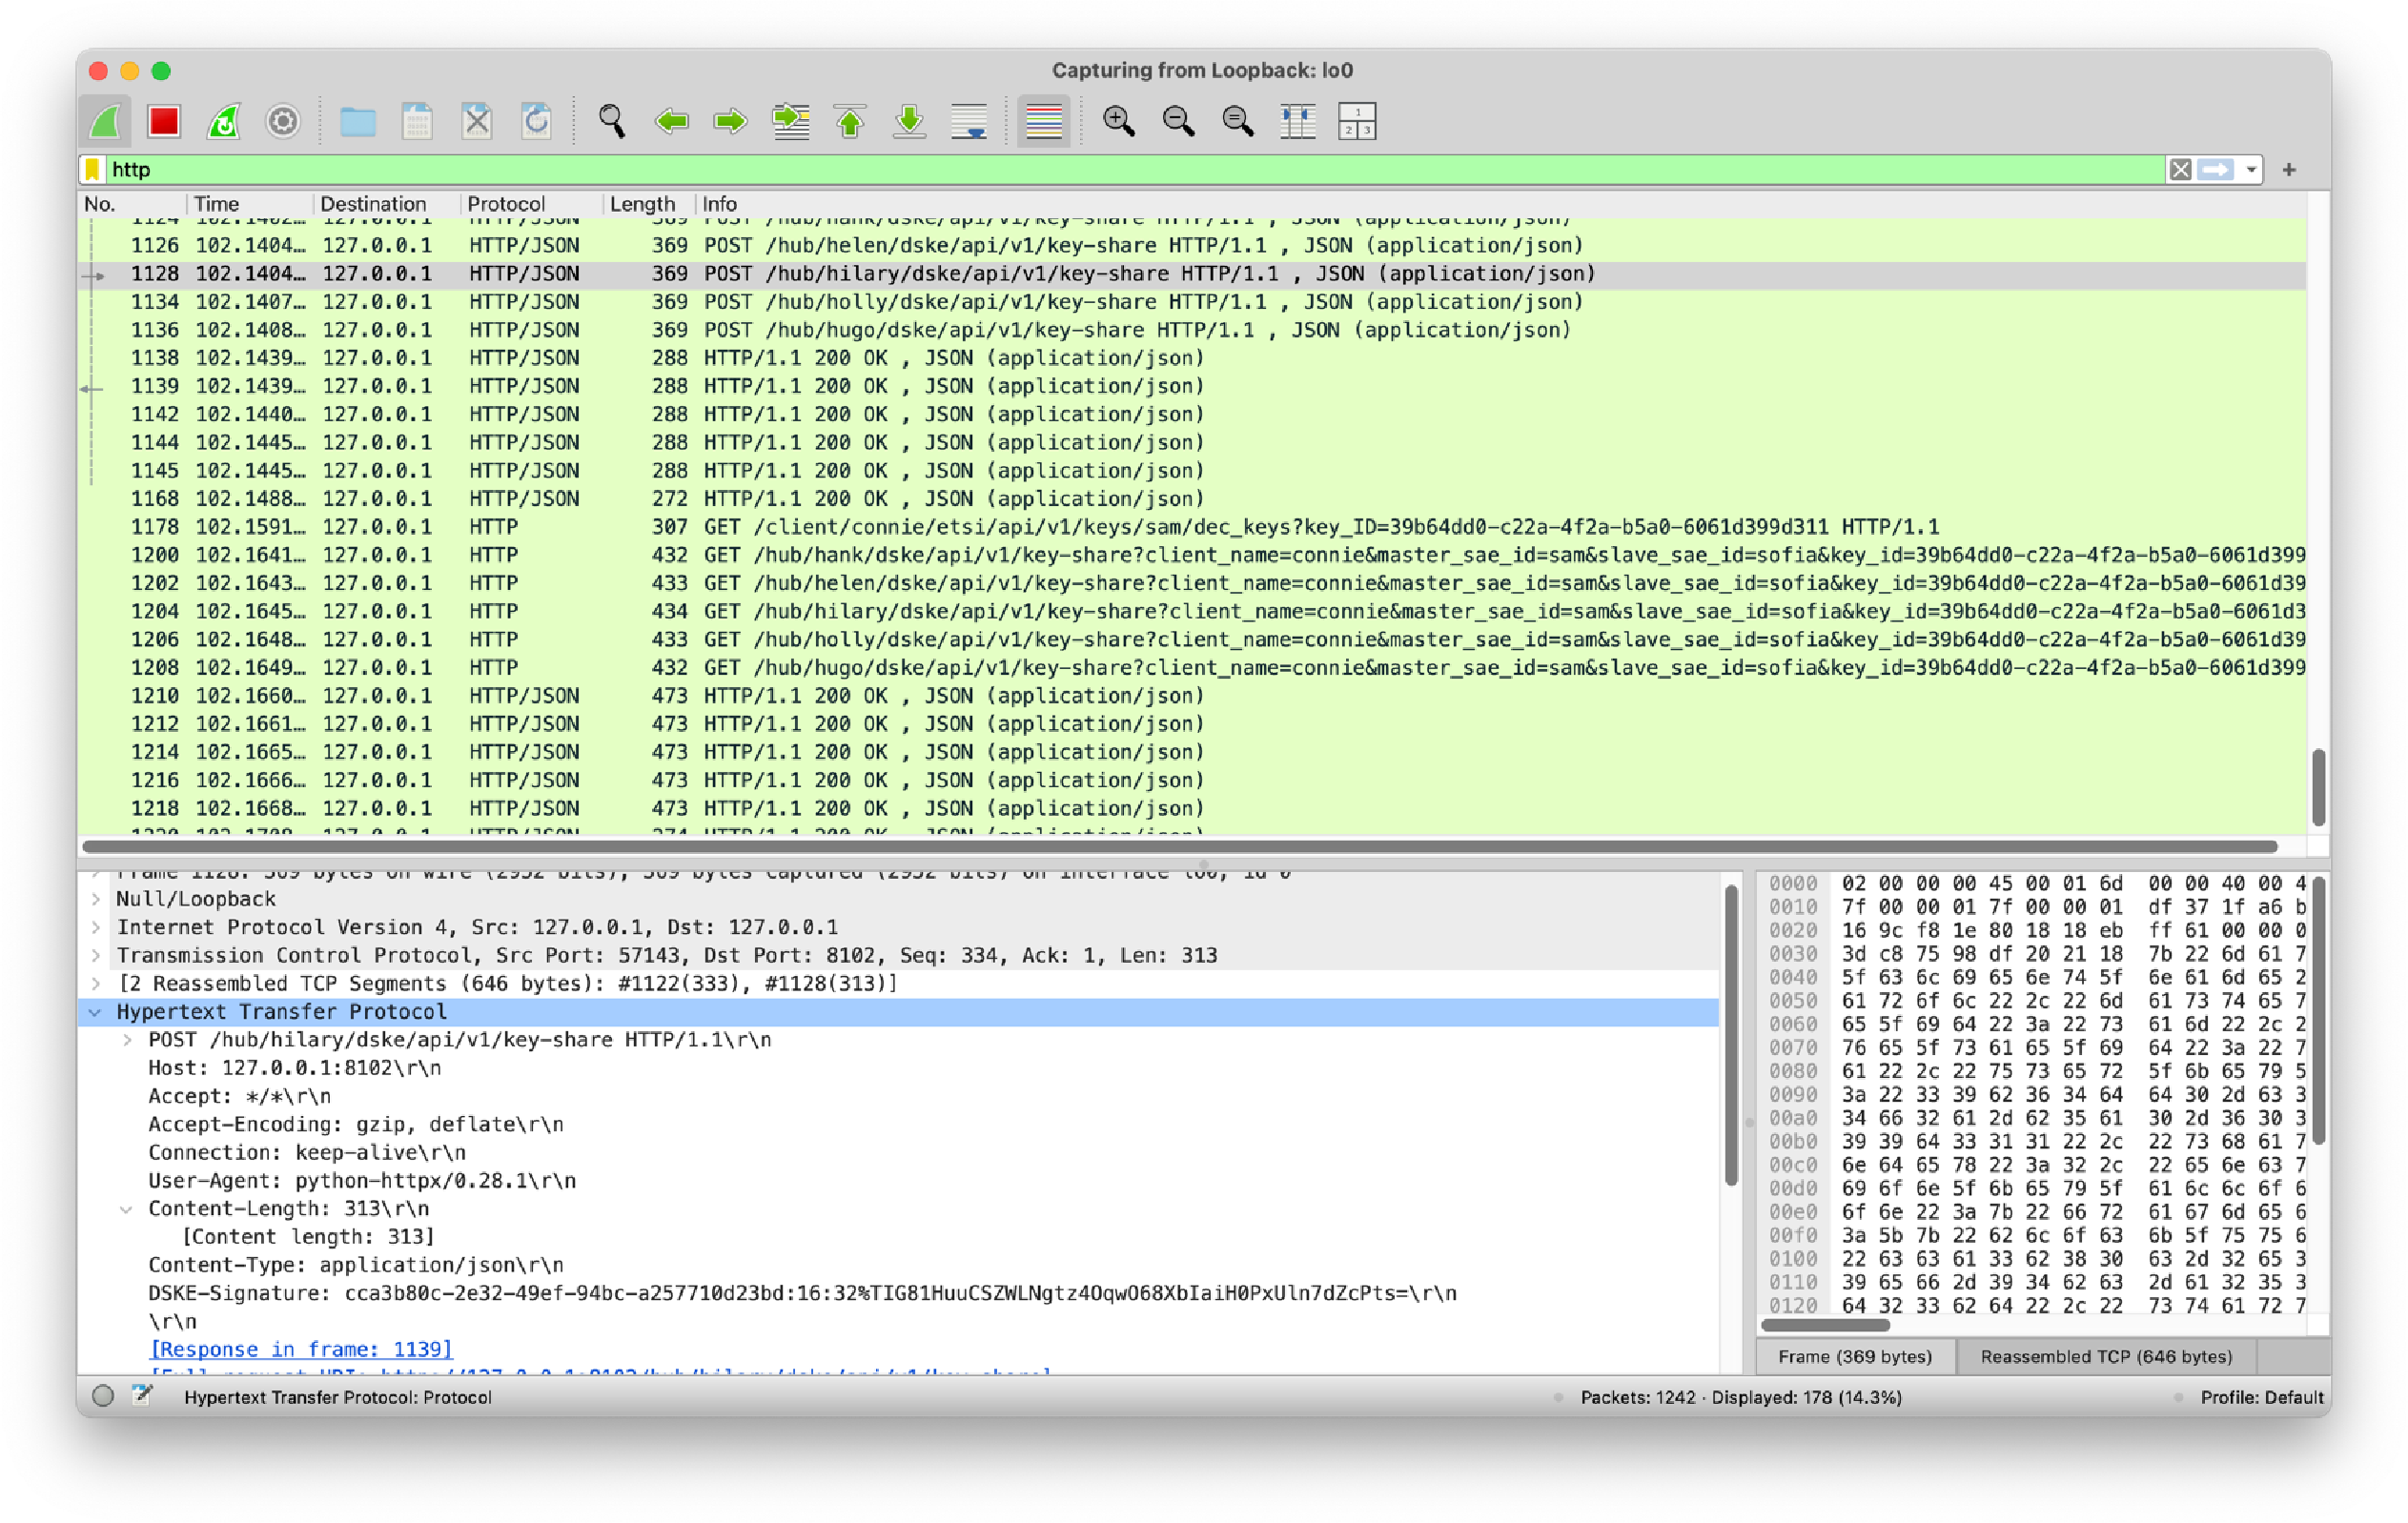 Capturing from Loopback: lo0
http
No. Time Destination Protocol Length Info
1126 102.1404… 127.0.0.1 HTTP/JSON 369 POST /hub/helen/dske/api/v1/key-share HTTP/1.1 , JSON (application/json)
1128 102.1404… 127.0.0.1 HTTP/JSON 369 POST /hub/hilary/dske/api/v1/key-share HTTP/1.1 , JSON (application/json)
1134 102.1407… 127.0.0.1 HTTP/JSON 369 POST /hub/holly/dske/api/v1/key-share HTTP/1.1 , JSON (application/json)
1136 102.1408… 127.0.0.1 HTTP/JSON 369 POST /hub/hugo/dske/api/v1/key-share HTTP/1.1 , JSON (application/json)
1138 102.1439… 127.0.0.1 HTTP/JSON 288 HTTP/1.1 200 OK , JSON (application/json)
1139 102.1439… 127.0.0.1 HTTP/JSON 288 HTTP/1.1 200 OK , JSON (application/json)
1142 102.1440… 127.0.0.1 HTTP/JSON 288 HTTP/1.1 200 OK , JSON (application/json)
1144 102.1445… 127.0.0.1 HTTP/JSON 288 HTTP/1.1 200 OK , JSON (application/json)
1145 102.1445… 127.0.0.1 HTTP/JSON 288 HTTP/1.1 200 OK , JSON (application/json)
1168 102.1488… 127.0.0.1 HTTP/JSON 272 HTTP/1.1 200 OK , JSON (application/json)
1178 102.1591… 127.0.0.1 HTTP 307 GET /client/connie/etsi/api/v1/keys/sam/dec_keys?key_ID=39b64dd0-c22a-4f2a-b5a0-6061d399d311 HTTP/1.1
1200 102.1641… 127.0.0.1 HTTP 432 GET /hub/hank/dske/api/v1/key-share?client_name=connie&master_sae_id=sam&slave_sae_id=sofia&key_id=39b64dd0-c22a-4f2a-b5a0-6061d399
1202 102.1643… 127.0.0.1 HTTP 433 GET /hub/helen/dske/api/v1/key-share?client_name=connie&master_sae_id=sam&slave_sae_id=sofia&key_id=39b64dd0-c22a-4f2a-b5a0-6061d39
1204 102.1645… 127.0.0.1 HTTP 434 GET /hub/hilary/dske/api/v1/key-share?client_name=connie&master_sae_id=sam&slave_sae_id=sofia&key_id=39b64dd0-c22a-4f2a-b5a0-6061d3
1206 102.1648… 127.0.0.1 HTTP 433 GET /hub/holly/dske/api/v1/key-share?client_name=connie&master_sae_id=sam&slave_sae_id=sofia&key_id=39b64dd0-c22a-4f2a-b5a0-6061d39
1208 102.1649… 127.0.0.1 HTTP 432 GET /hub/hugo/dske/api/v1/key-share?client_name=connie&master_sae_id=sam&slave_sae_id=sofia&key_id=39b64dd0-c22a-4f2a-b5a0-6061d399
1210 102.1660… 127.0.0.1 HTTP/JSON 473 HTTP/1.1 200 OK , JSON (application/json)
1212 102.1661… 127.0.0.1 HTTP/JSON 473 HTTP/1.1 200 OK , JSON (application/json)
1214 102.1665… 127.0.0.1 HTTP/JSON 473 HTTP/1.1 200 OK , JSON (application/json)
1216 102.1666… 127.0.0.1 HTTP/JSON 473 HTTP/1.1 200 OK , JSON (application/json)
1218 102.1668… 127.0.0.1 HTTP/JSON 473 HTTP/1.1 200 OK , JSON (application/json)
Null/Loopback
Internet Protocol Version 4, Src: 127.0.0.1, Dst: 127.0.0.1
Transmission Control Protocol, Src Port: 57143, Dst Port: 8102, Seq: 334, Ack: 1, Len: 313
[2 Reassembled TCP Segments (646 bytes): #1122(333), #1128(313)]
Hypertext Transfer Protocol
POST /hub/hilary/dske/api/v1/key-share HTTP/1.1\r\n
Host: 127.0.0.1:8102\r\n
Accept: */*\r\n
Accept-Encoding: gzip, deflate\r\n
Connection: keep-alive\r\n
User-Agent: python-httpx/0.28.1\r\n
Content-Length: 313\r\n
[Content length: 313]
Content-Type: application/json\r\n
DSKE-Signature: cca3b80c-2e32-49ef-94bc-a257710d23bd:16:32%TIG81HuuCSZWLNgtz4OqwO68XbIaiH0PxUln7dZcPts=\r\n
\r\n
[Response in frame: 1139]
0000 02 00 00 00 45 00 01 6d 00 00 40 00 4
0010 7f 00 00 01 7f 00 00 01 df 37 1f a6 b
0020 16 9c f8 1e 80 18 18 eb ff 61 00 00 0
0030 3d c8 75 98 df 20 21 18 7b 22 6d 61 7
0040 5f 63 6c 69 65 6e 74 5f 6e 61 6d 65 2
0050 61 72 6f 6c 22 2c 22 6d 61 73 74 65 7
0060 65 5f 69 64 22 3a 22 73 61 6d 22 2c 2
0070 76 65 5f 73 61 65 5f 69 64 22 3a 22 7
0080 61 22 2c 22 75 73 65 72 5f 6b 65 79 5
0090 3a 22 33 39 62 36 34 64 64 30 2d 63 3
00a0 34 66 32 61 2d 62 35 61 30 2d 36 30 3
00b0 39 39 64 33 31 31 22 2c 22 73 68 61 7
00c0 6e 64 65 78 22 3a 32 2c 22 65 6e 63 7
00d0 69 6f 6e 5f 6b 65 79 5f 61 6c 6c 6f 6
00e0 6f 6e 22 3a 7b 22 66 72 61 67 6d 65 6
00f0 3a 5b 7b 22 62 6c 6f 63 6b 5f 75 75 6
0100 22 63 63 61 33 62 38 30 63 2d 32 65 3
0110 39 65 66 2d 39 34 62 63 2d 61 32 35 3
0120 64 32 33 62 64 22 2c 22 73 74 61 72 7
Frame (369 bytes) Reassembled TCP (646 bytes)
Hypertext Transfer Protocol: Protocol Packets: 1242 · Displayed: 178 (14.3%) Profile: Default